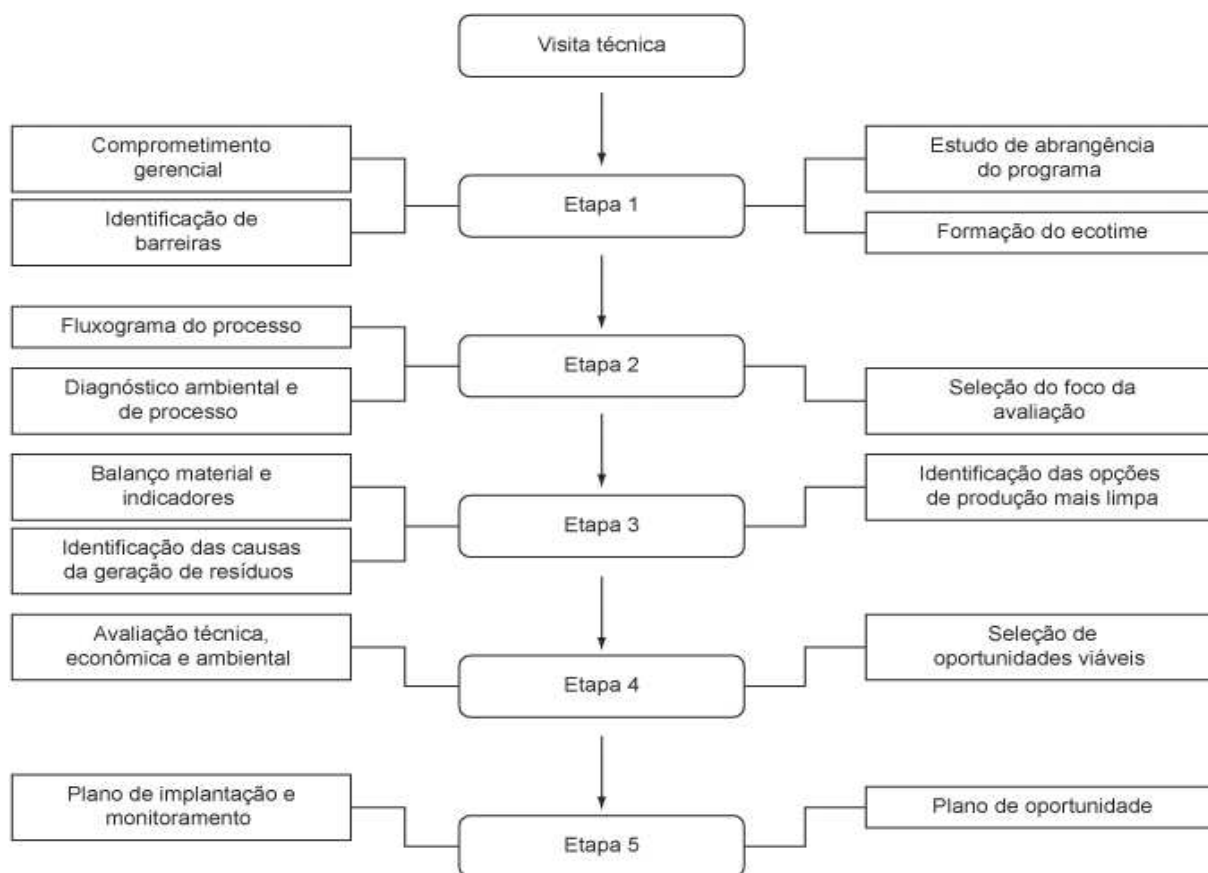 Visita técnica
Comprometimento
gerencial
Identificação de
barreiras
Etapa 1
Estudo de abrangência
do programa
Formação do ecotime
Fluxograma do processo
Diagnóstico ambiental e
de processo
Etapa 2
Seleção do foco da
avaliação
Balanço material e
indicadores
Identificação das causas
da geração de resíduos
Etapa 3
Identificação das opções
de produção mais limpa
Avaliação técnica,
econômica e ambiental
Etapa 4
Seleção de
oportunidades viáveis
Plano de implantação e
monitoramento
Etapa 5
Plano de oportunidade